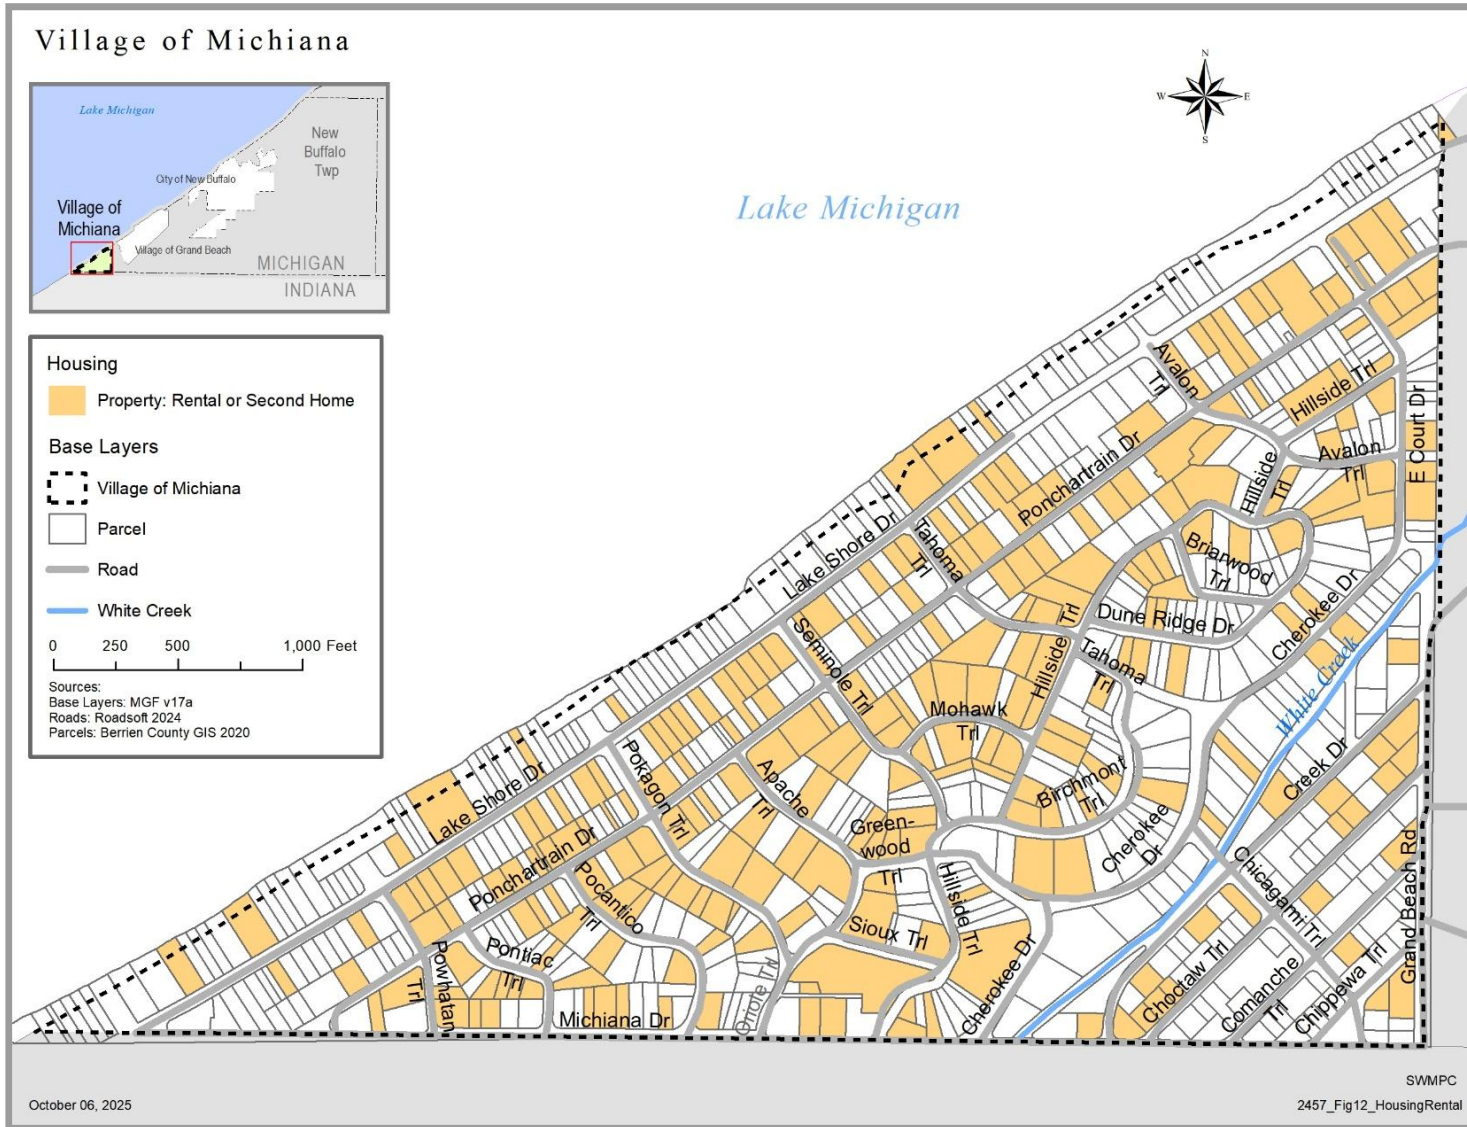 Village of Michiana
N
W
E
S
Lake Michigan
New
Buffalo
Twp
City of New Buffalo
Village of
Michiana
Village of Grand Beach
MICHIGAN
INDIANA
Lake Michigan
Housing
Property: Rental or Second Home
Base Layers
Village of Michiana
Parcel
Road
White Creek
0 250 500 1,000 Feet
Sources:
Base Layers: MGF v17a
Roads: Roadsoft 2024
Parcels: Berrien County GIS 2020
Avalon
Trl
Hillside Trl
E Court Dr
Avalon
Trl
Hillside
Trl
Ponchartrain Dr
Lake Shore Dr
Tahoma
Trl
Briarwood
Trl
Dune Ridge Dr
Cherokee Dr
Seminole Trl
Hillside Trl
Tahoma
Trl
White Creek
Mohawk
Trl
Pokagon Trl
Lake Shore Dr
Apache
Trl
Birchmont
Trl
Creek Dr
Green-
wood
Trl
Cherokee
Dr
Ponchartrain Dr
Pocantico
Trl
Hillside Trl
Chicagami Trl
Grand Beach Rd
Sioux Trl
Pontiac
Trl
Powhatan
Trl
Oriole Trl
Cherokee Dr
Choctaw Trl
Comanche
Trl
Chippewa Trl
Michiana Dr
SWMPC
October 06, 2025
2457_Fig12_HousingRental